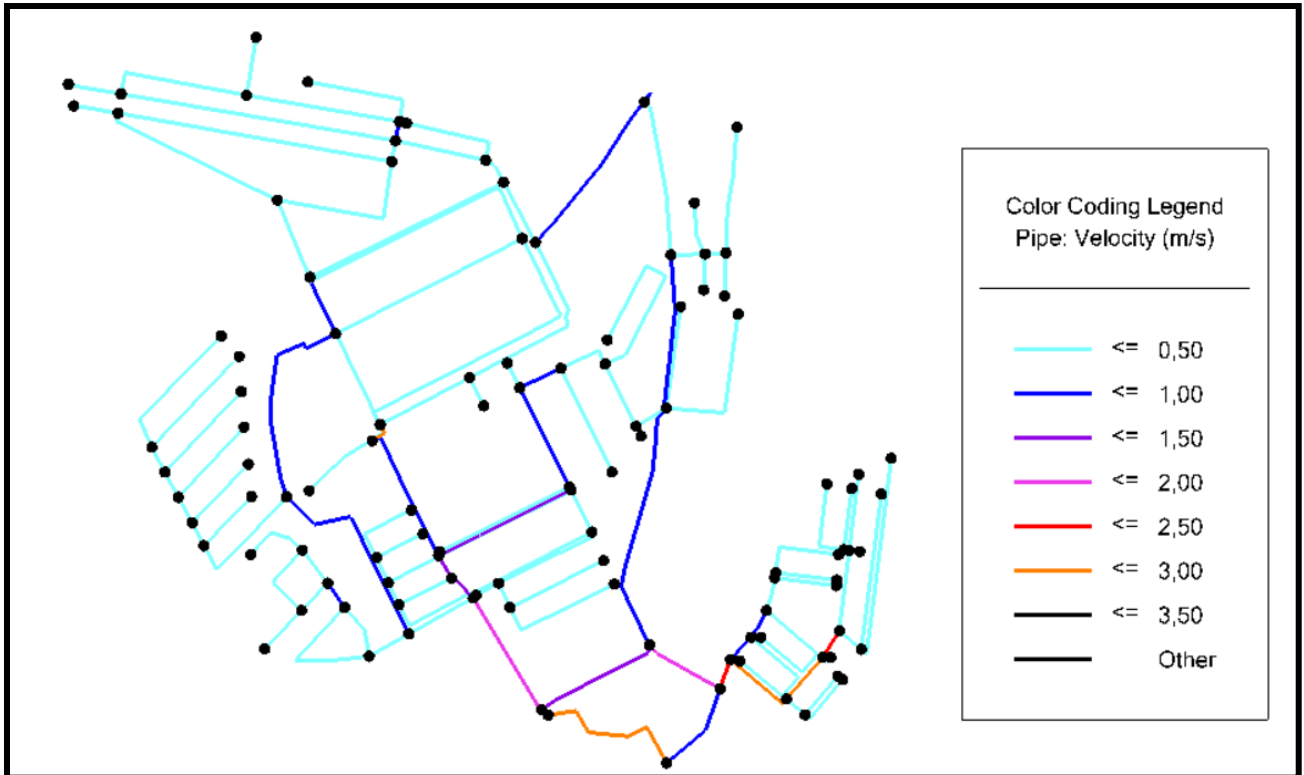 Color Coding Legend
Pipe: Velocity (m/s)
<= 0,50
<= 1,00
<= 1,50
<= 2,00
<= 2,50
<= 3,00
<= 3,50
Other